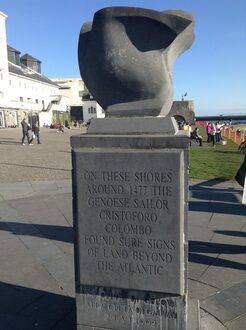 ON THESE SHORES
AROUND 1477 THE
GENOESE SAILOR
CRISTOFORO
COLOMBO
FOUND SURE SIGNS
OF LAND BEYOND
THE ATLANTIC